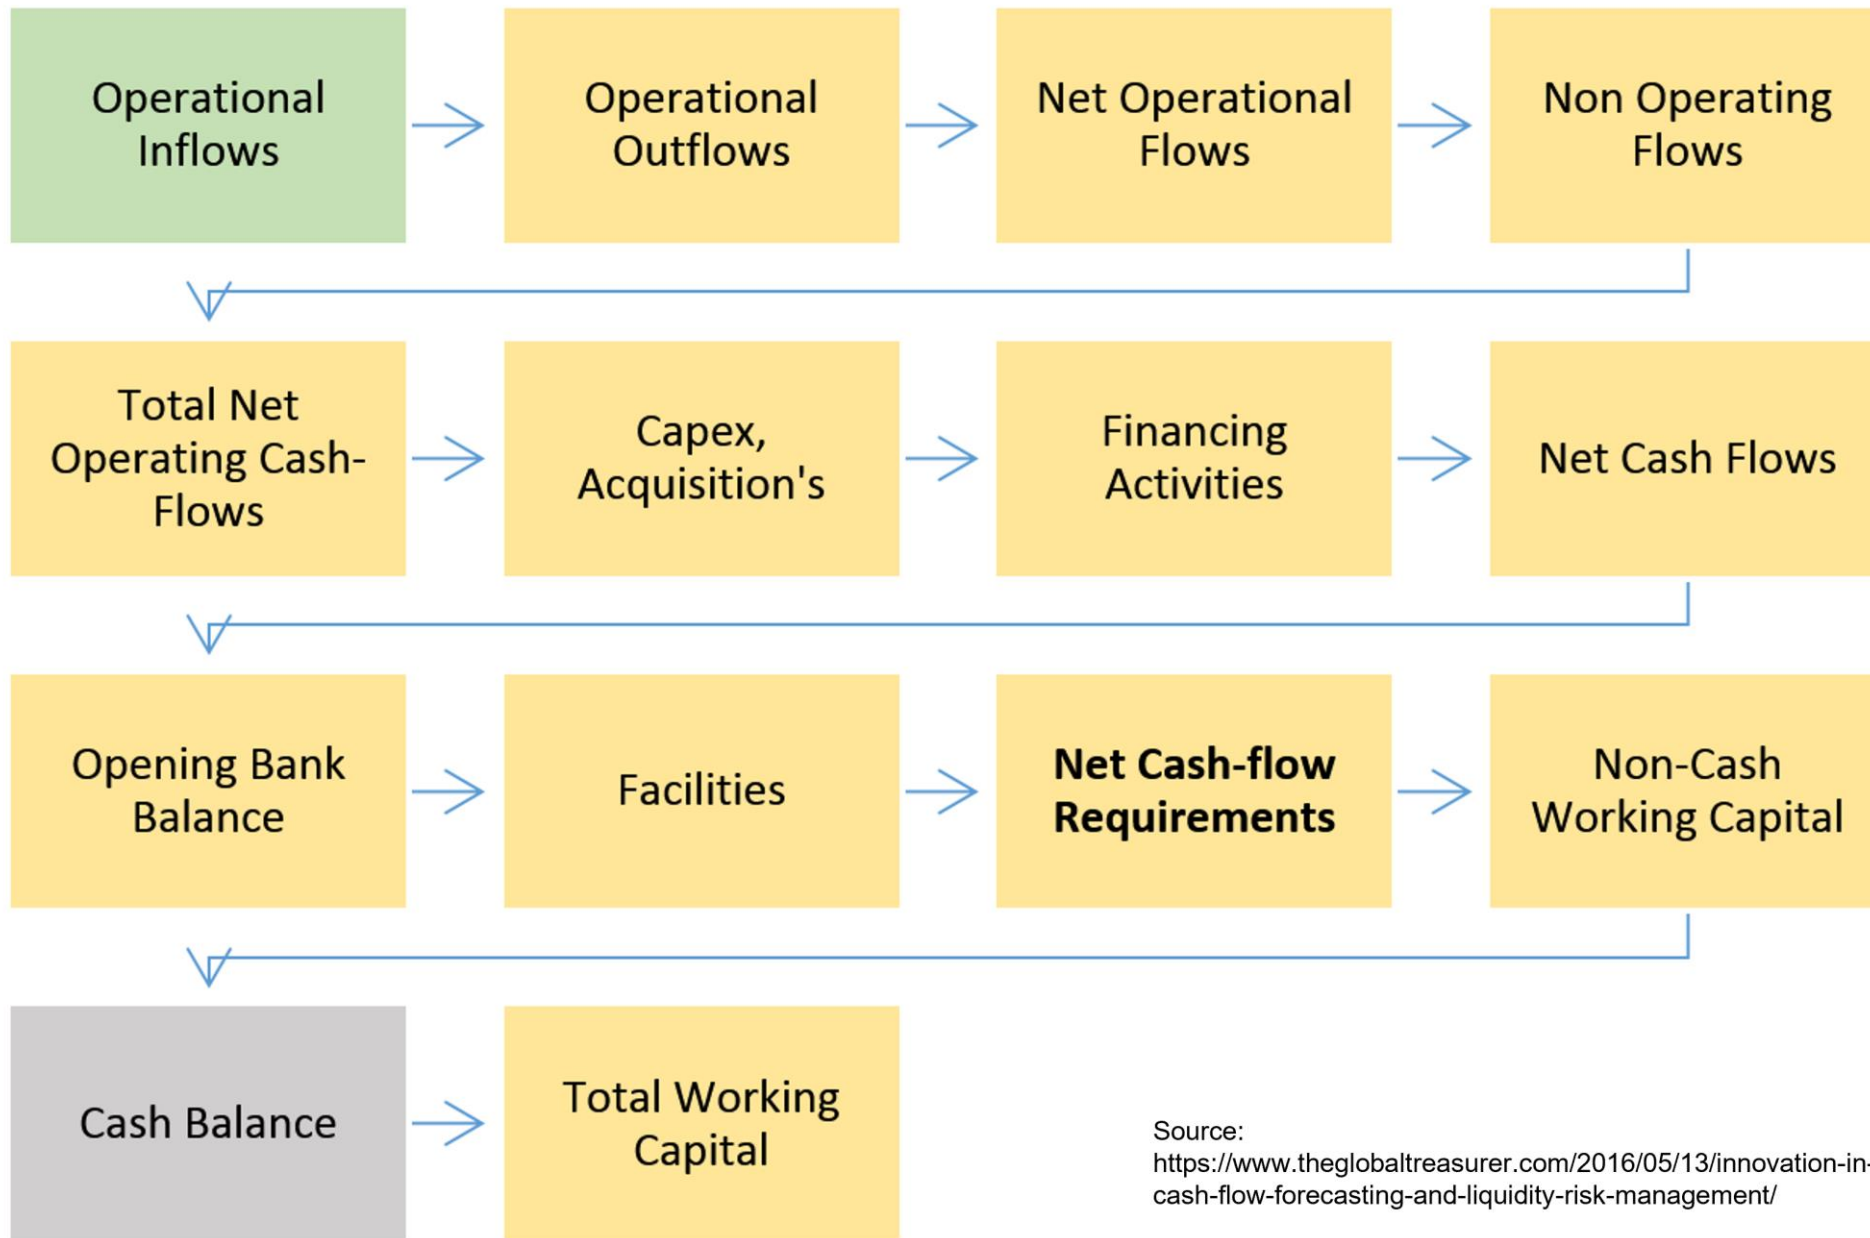 Operational
Inflows
Operational
Outflows
Net Operational
Flows
Non Operating
Flows
Total Net
Operating Cash-
Flows
Capex,
Acquisition's
Financing
Activities
Net Cash Flows
Opening Bank
Balance
Facilities
Net Cash-flow
Requirements
Non-Cash
Working Capital
Cash Balance
Total Working
Capital
Source:
https://www.theglobaltreasurer.com/2016/05/13/innovation-in-
cash-flow-forecasting-and-liquidity-risk-management/